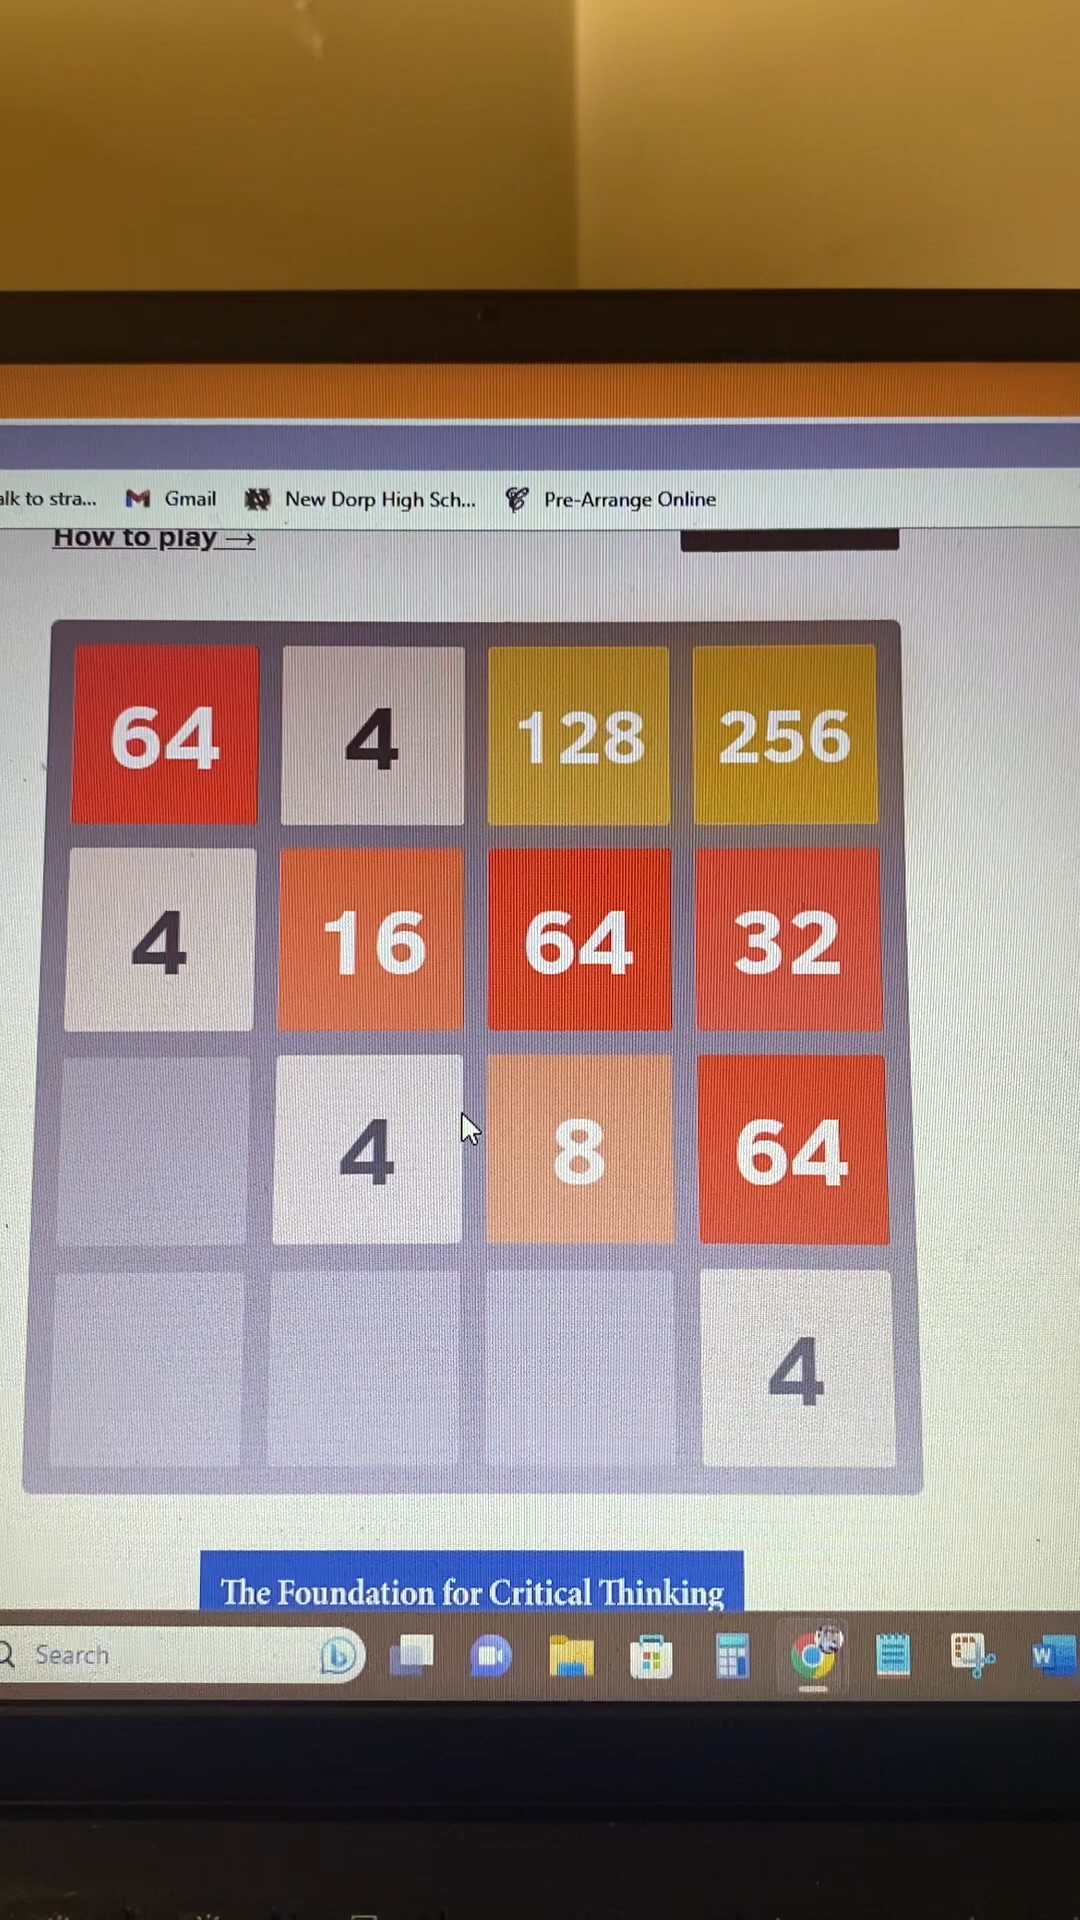 alk to stra... Gmail New Dorp High Sch... Pre-Arrange Online
How to play →
64 4 128 256
4 16 64 32
4 8 64
4
The Foundation for Critical Thinking
Search
W